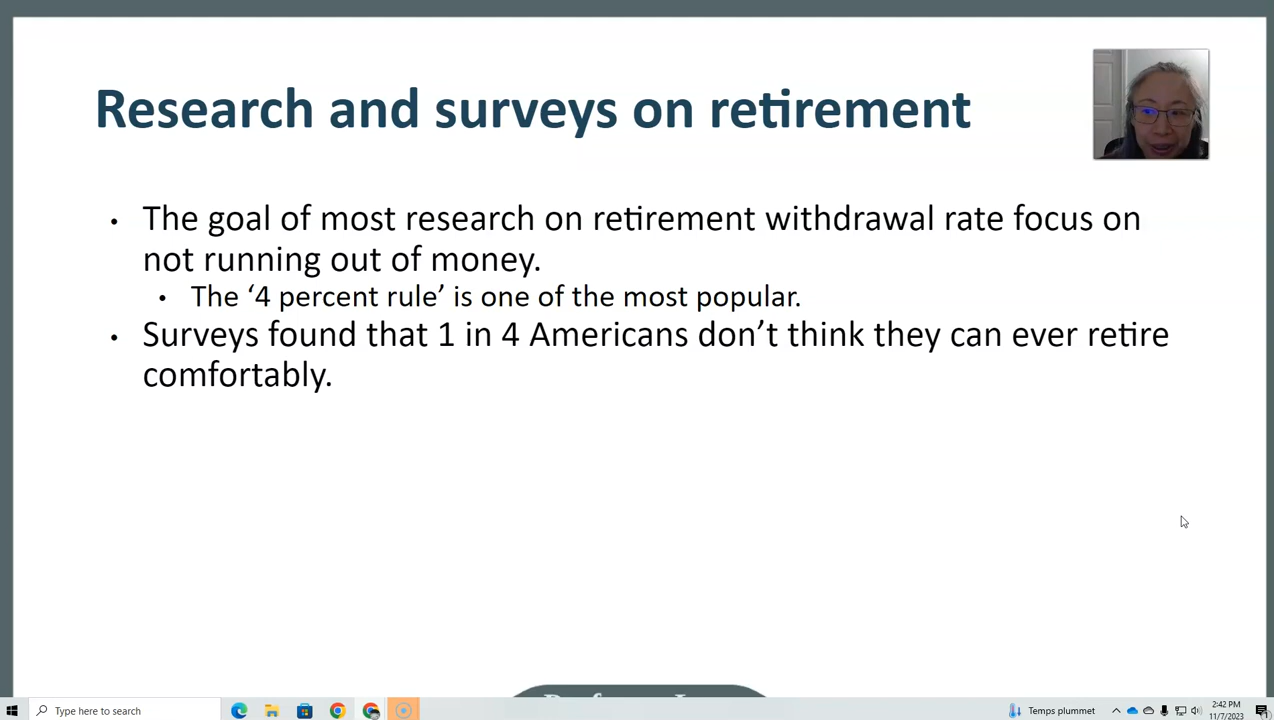 Research and surveys on retirement
• The goal of most research on retirement withdrawal rate focus on
not running out of money.
• The ‘4 percent rule’ is one of the most popular.
• Surveys found that 1 in 4 Americans don’t think they can ever retire
comfortably.
Type here to search
Temps plummet
2:42 PM
11/7/2023